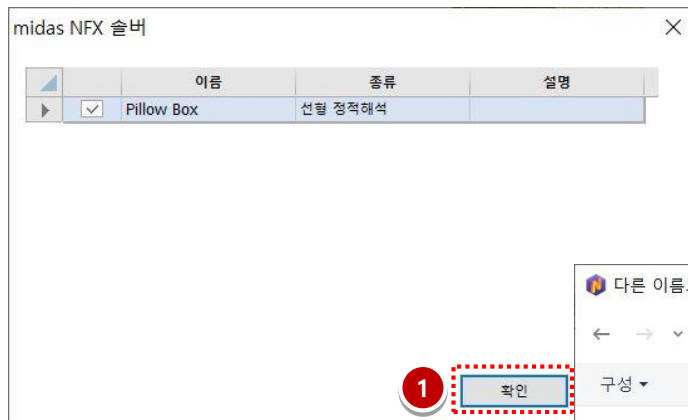 midas NFX 솔버
이름 종류 설명
Pillow Box 선형 정적해석
다른 이름
구성
1 확인